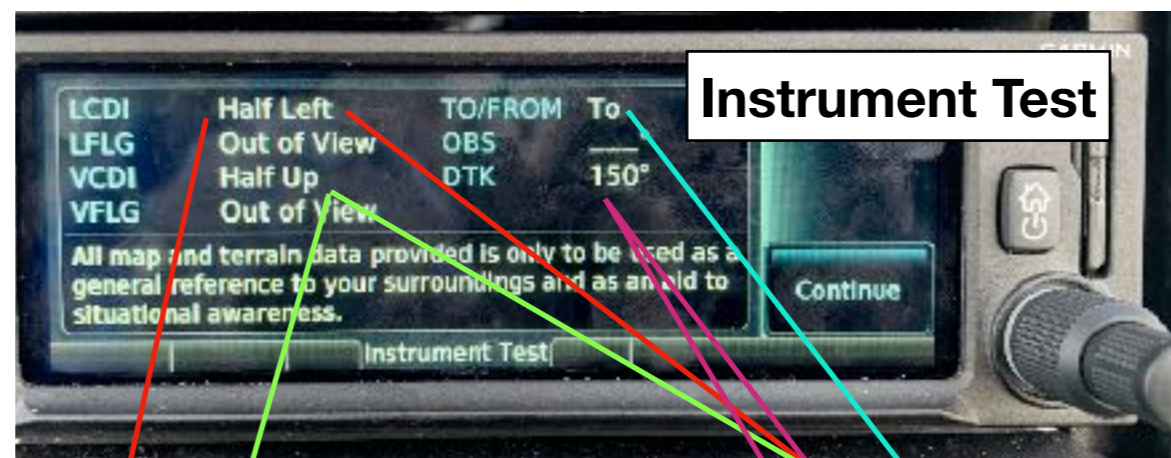 GARMIN
Instrument Test
LCDI Half Left TO/FROM To
LFLG Out of View OBS ___°
VCDI Half Up DTK 150°
VFLG Out of View
All map and terrain data provided is only to be used as a
general reference to your surroundings and as an aid to
situational awareness.
Continue
Instrument Test